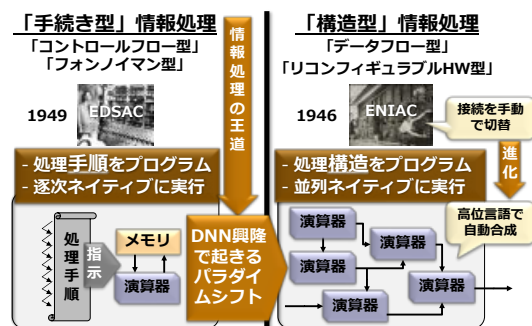 「手続き型」情報処理
「コントロールフロー型」
「フォンノイマン型」
1949
EDSAC
- 処理手順をプログラム
- 逐次ネイティブに実行
処理手順
指示
メモリ
演算器
情報処理の王道
DNN興隆
で起きる
パラダイ
ムシフト
「構造型」情報処理
「データフロー型」
「リコンフィギュラブルHW型」
1946
ENIAC
接続を手動
で切替
進化
- 処理構造をプログラム
- 並列ネイティブに実行
高位言語で
自動合成
演算器
演算器
演算器
演算器
演算器